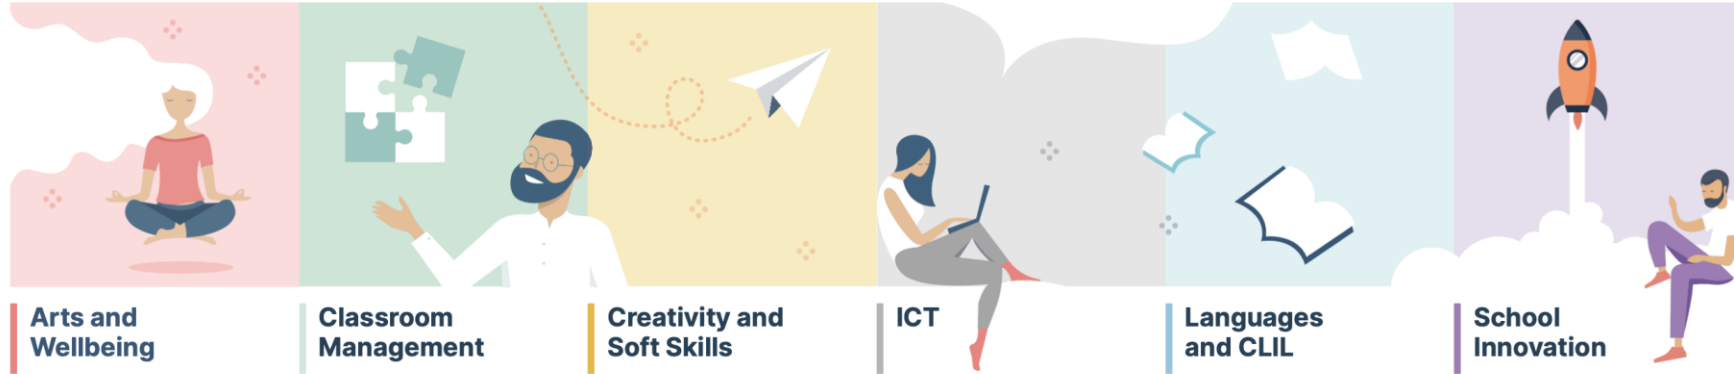 Arts and
Wellbeing
Classroom
Management
Creativity and
Soft Skills
ICT
Languages
and CLIL
School
Innovation